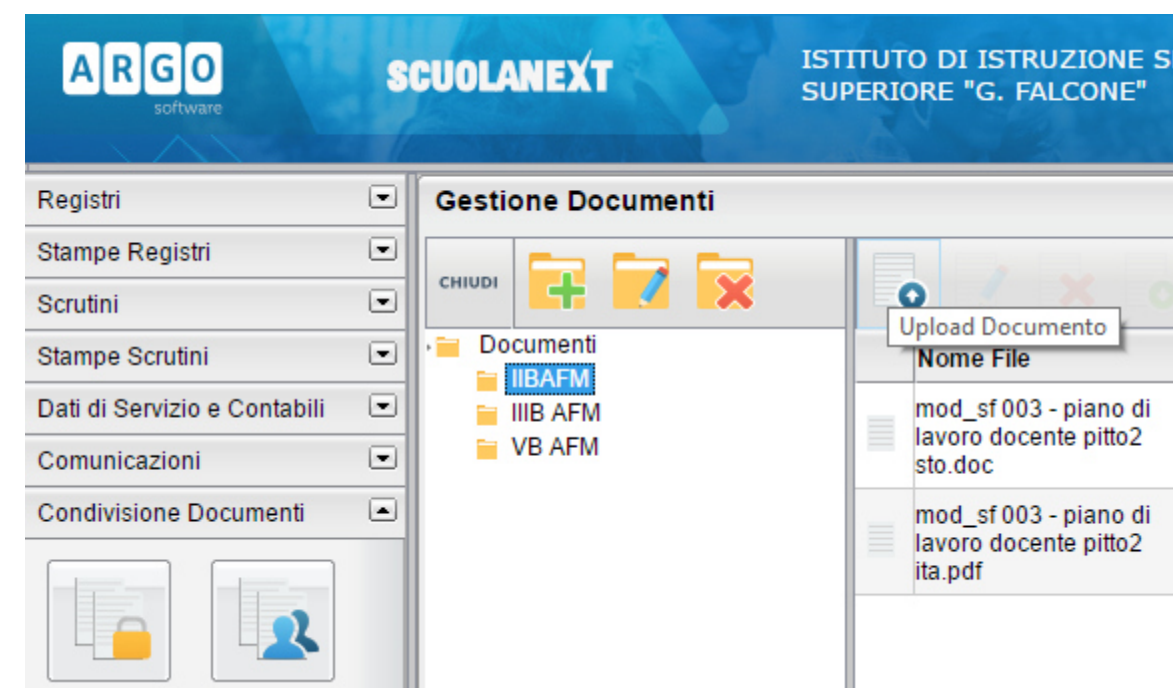 ARGO
software
SCUOLANEXT
ISTITUTO DI ISTRUZIONE S
SUPERIORE "G. FALCONE"
Registri
Stampe Registri
Scrutini
Stampe Scrutini
Dati di Servizio e Contabili
Comunicazioni
Condivisione Documenti
Gestione Documenti
CHIUDI
Documenti
IIBAFM
IIIB AFM
VB AFM
Upload Documento
Nome File
mod_sf 003 - piano di
lavoro docente pitto2
sto.doc
mod_sf 003 - piano di
lavoro docente pitto2
ita.pdf